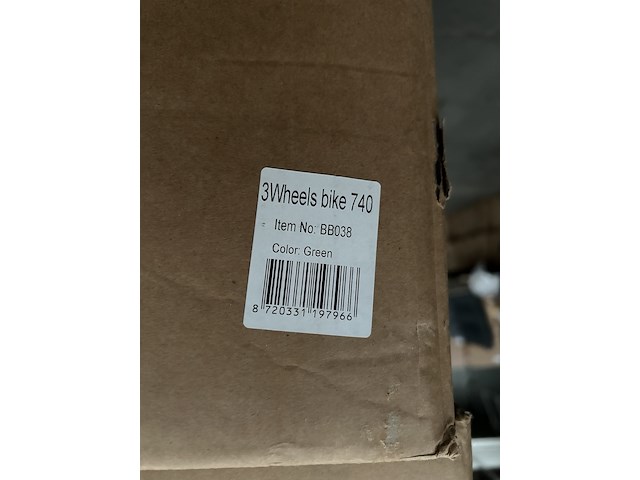 3Wheels bike 740
Item No: BB038
Color: Green
8 720331 197966